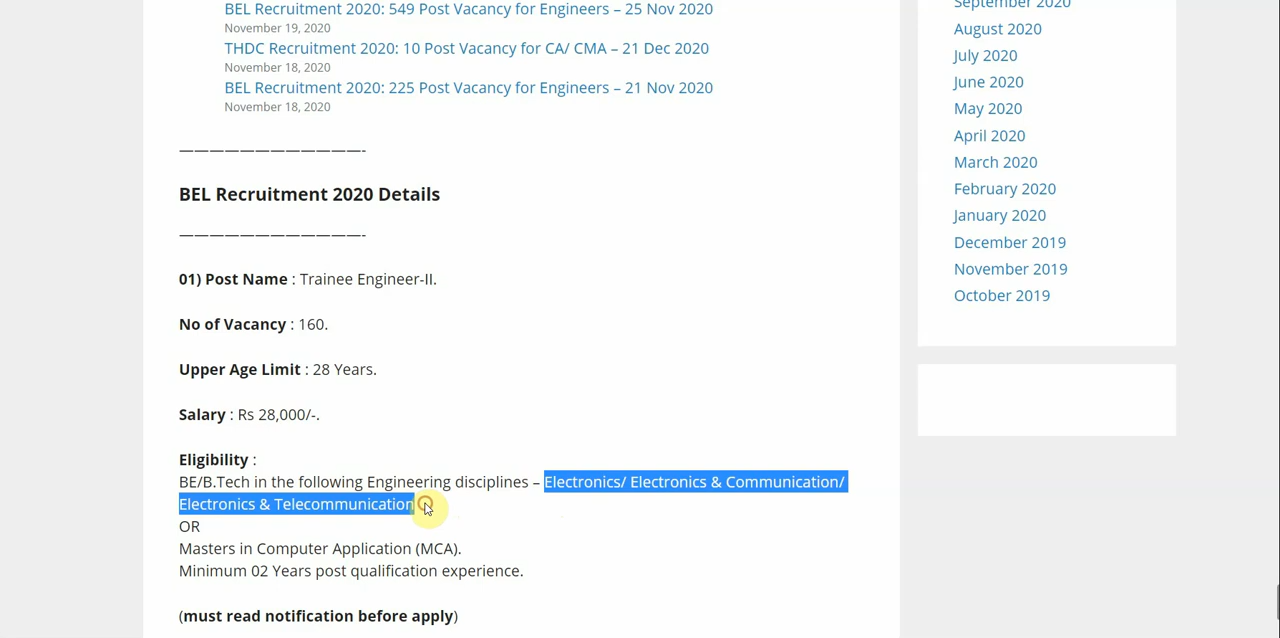 BEL Recruitment 2020: 549 Post Vacancy for Engineers – 25 Nov 2020
November 19, 2020
THDC Recruitment 2020: 10 Post Vacancy for CA/ CMA – 21 Dec 2020
November 18, 2020
BEL Recruitment 2020: 225 Post Vacancy for Engineers – 21 Nov 2020
November 18, 2020
————————————-
BEL Recruitment 2020 Details
————————————-
01) Post Name : Trainee Engineer-II.
No of Vacancy : 160.
Upper Age Limit : 28 Years.
Salary : Rs 28,000/-.
Eligibility :
BE/B.Tech in the following Engineering disciplines – Electronics/ Electronics & Communication/
Electronics & Telecommunication
OR
Masters in Computer Application (MCA).
Minimum 02 Years post qualification experience.
(must read notification before apply)
September 2020
August 2020
July 2020
June 2020
May 2020
April 2020
March 2020
February 2020
January 2020
December 2019
November 2019
October 2019